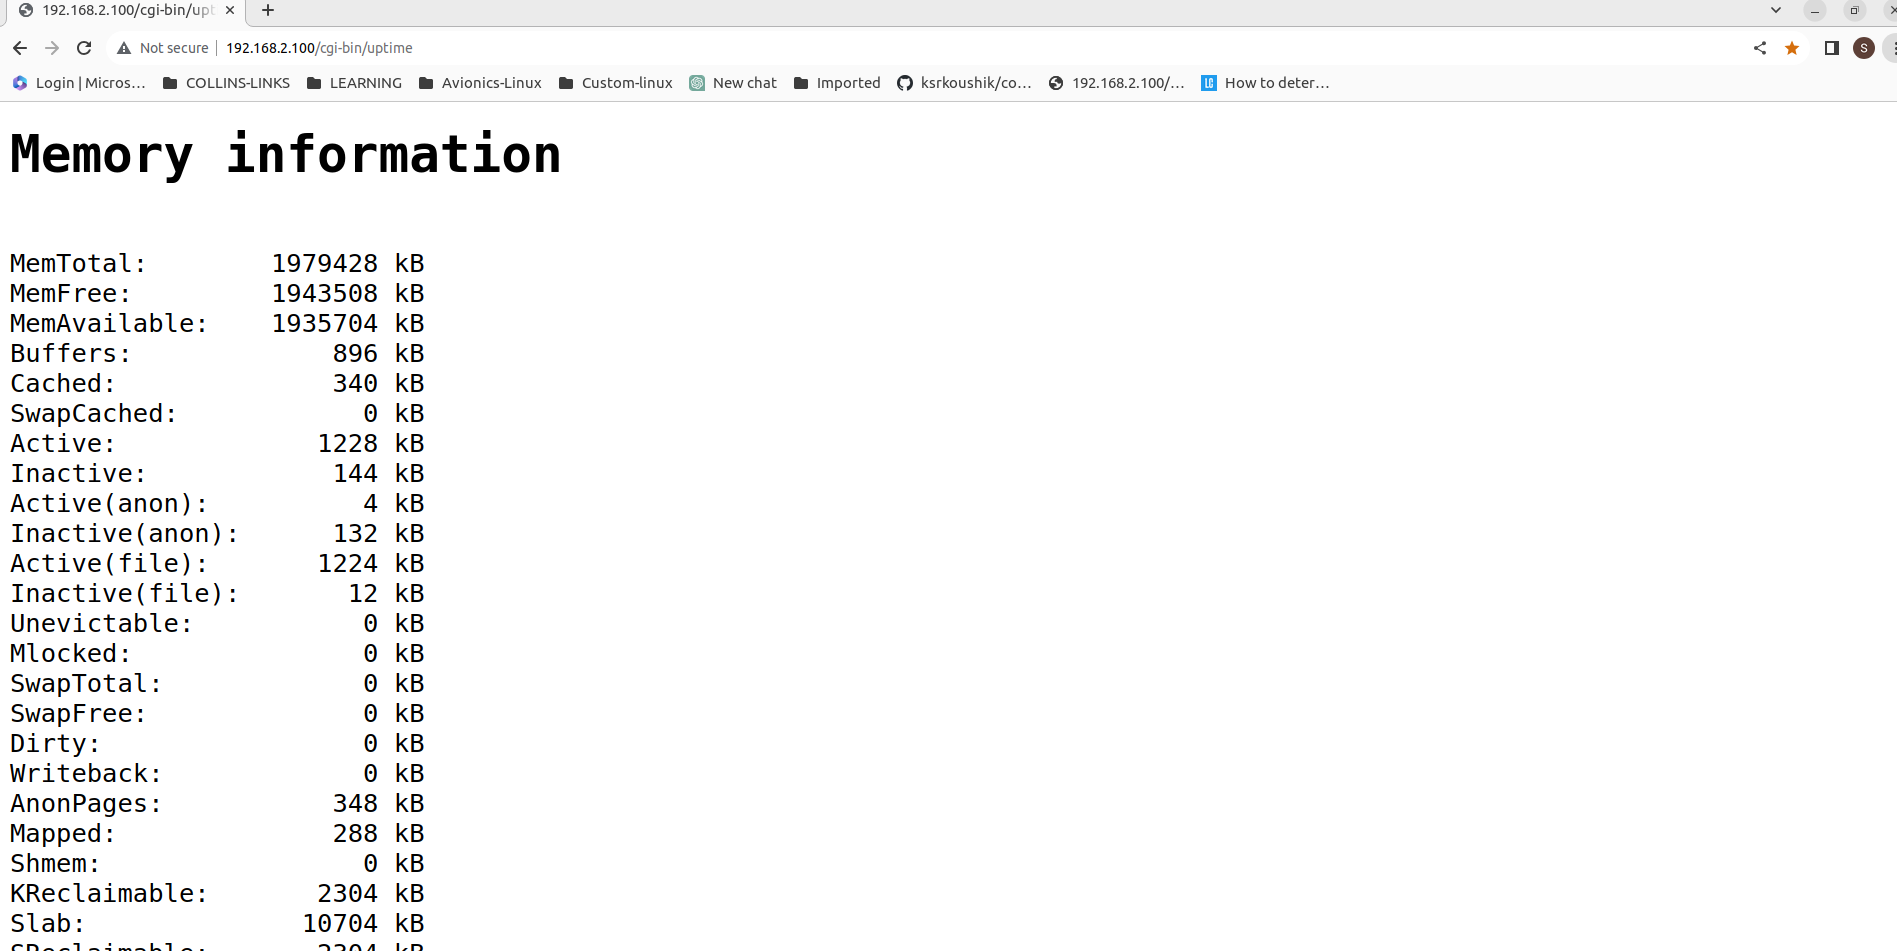 192.168.2.100/cgi-bin/upt
Not secure 192.168.2.100/cgi-bin/uptime
S
Login | Micros... COLLINS-LINKS LEARNING Avionics-Linux Custom-linux New chat Imported ksrkoushik/co... 192.168.2.100/... LC How to deter...
Memory information
MemTotal: 1979428 kB
MemFree: 1943508 kB
MemAvailable: 1935704 kB
Buffers: 896 kB
Cached: 340 kB
SwapCached: 0 kB
Active: 1228 kB
Inactive: 144 kB
Active(anon): 4 kB
Inactive(anon): 132 kB
Active(file): 1224 kB
Inactive(file): 12 kB
Unevictable: 0 kB
Mlocked: 0 kB
SwapTotal: 0 kB
SwapFree: 0 kB
Dirty: 0 kB
Writeback: 0 kB
AnonPages: 348 kB
Mapped: 288 kB
Shmem: 0 kB
KReclaimable: 2304 kB
Slab: 10704 kB
SReclaimable: 2304 kB